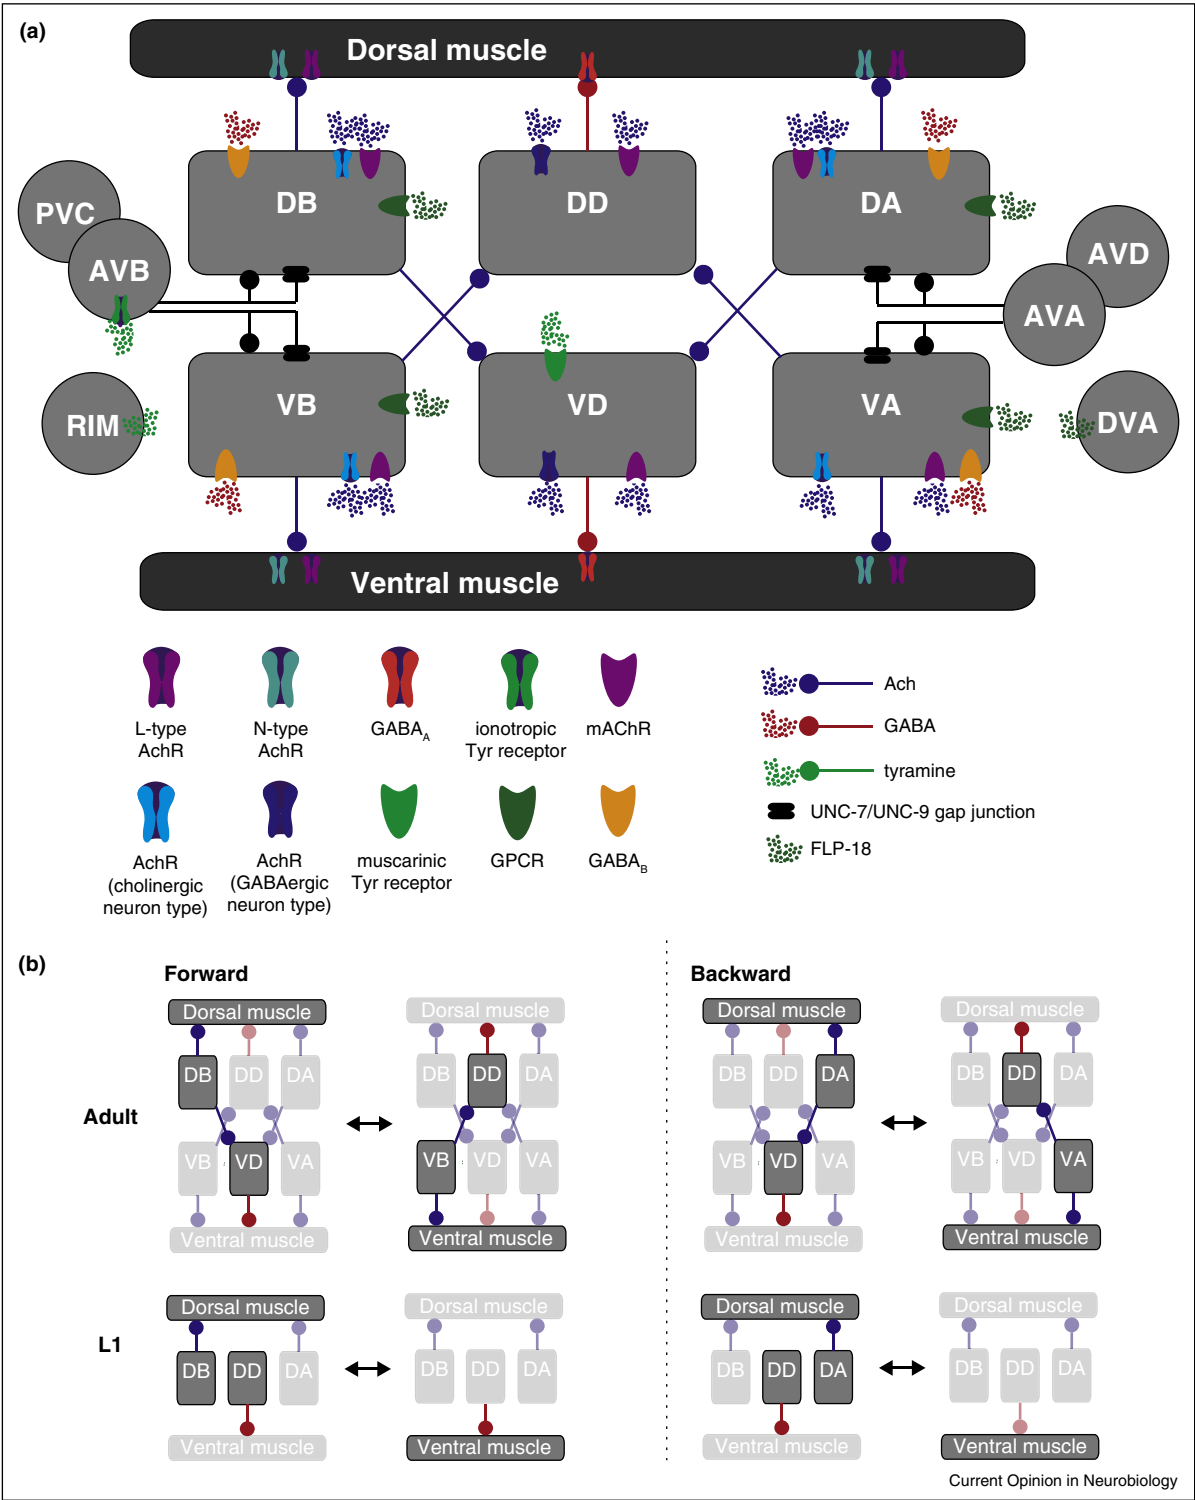 (a)
Dorsal muscle
DB
DD
DA
PVC
AVB
AVD
AVA
RIM
VB
VD
VA
DVA
Ventral muscle
L-type
AchR
N-type
AchR
GABAA
ionotropic
Tyr receptor
mAChR
AchR
(cholinergic
neuron type)
AchR
(GABAergic
neuron type)
muscarinic
Tyr receptor
GPCR
GABAB
Ach
GABA
tyramine
UNC-7/UNC-9 gap junction
FLP-18
(b)
Forward
Backward
Adult
Dorsal muscle
DB DD DA
VB VD VA
Ventral muscle
Dorsal muscle
DB DD DA
VB VD VA
Ventral muscle
Dorsal muscle
DB DD DA
VB VD VA
Ventral muscle
Dorsal muscle
DB DD DA
VB VD VA
Ventral muscle
L1
Dorsal muscle
DB DD DA
Ventral muscle
Dorsal muscle
DB DD DA
Ventral muscle
Dorsal muscle
DB DD DA
Ventral muscle
Dorsal muscle
DB DD DA
Ventral muscle
Current Opinion in Neurobiology